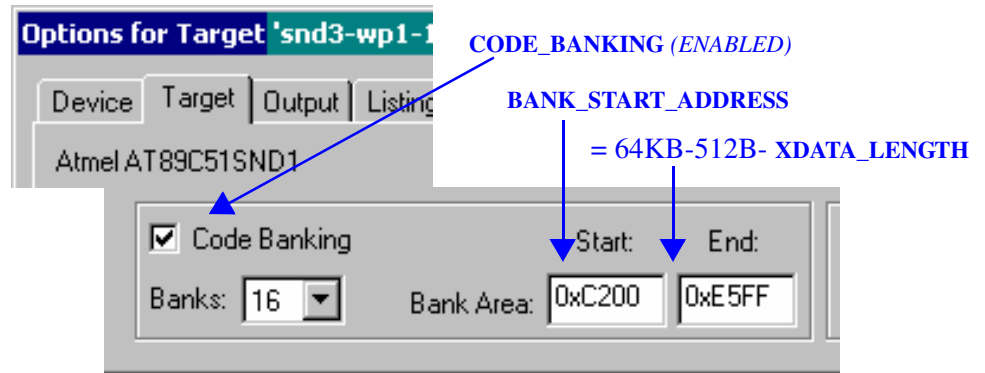 Options for Target 'snd3-wp1-1
CODE_BANKING (ENABLED)
Device Target Output Listing
BANK_START_ADDRESS
= 64KB-512B- XDATA_LENGTH
Atmel AT89C51SND1
Code Banking Start: End:
Banks: 16 Bank Area: 0xC200 0xE5FF